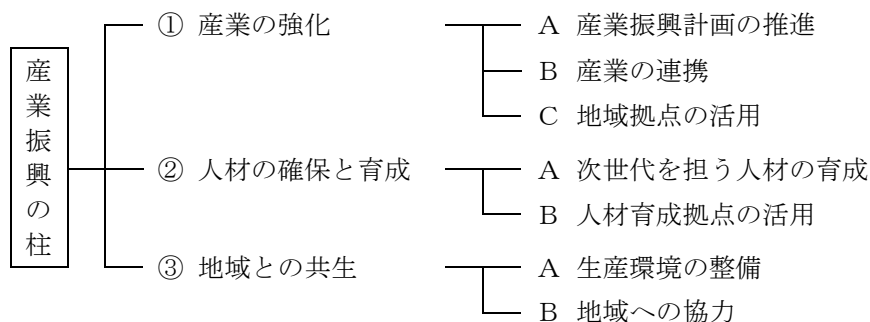 産業振興の柱
① 産業の強化
A 産業振興計画の推進
B 産業の連携
C 地域拠点の活用
② 人材の確保と育成
A 次世代を担う人材の育成
B 人材育成拠点の活用
③ 地域との共生
A 生産環境の整備
B 地域への協力